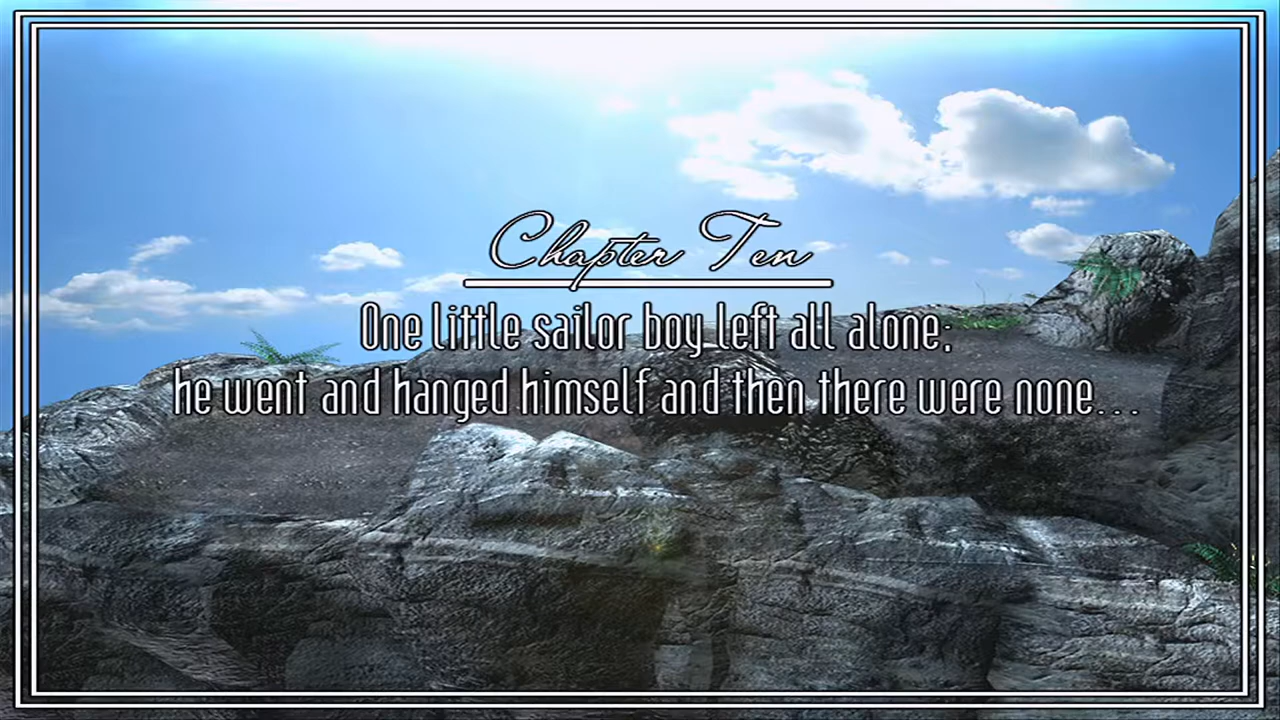 Chapter Ten
One little sailor boy left all alone;
he went and hanged himself and then there were none...